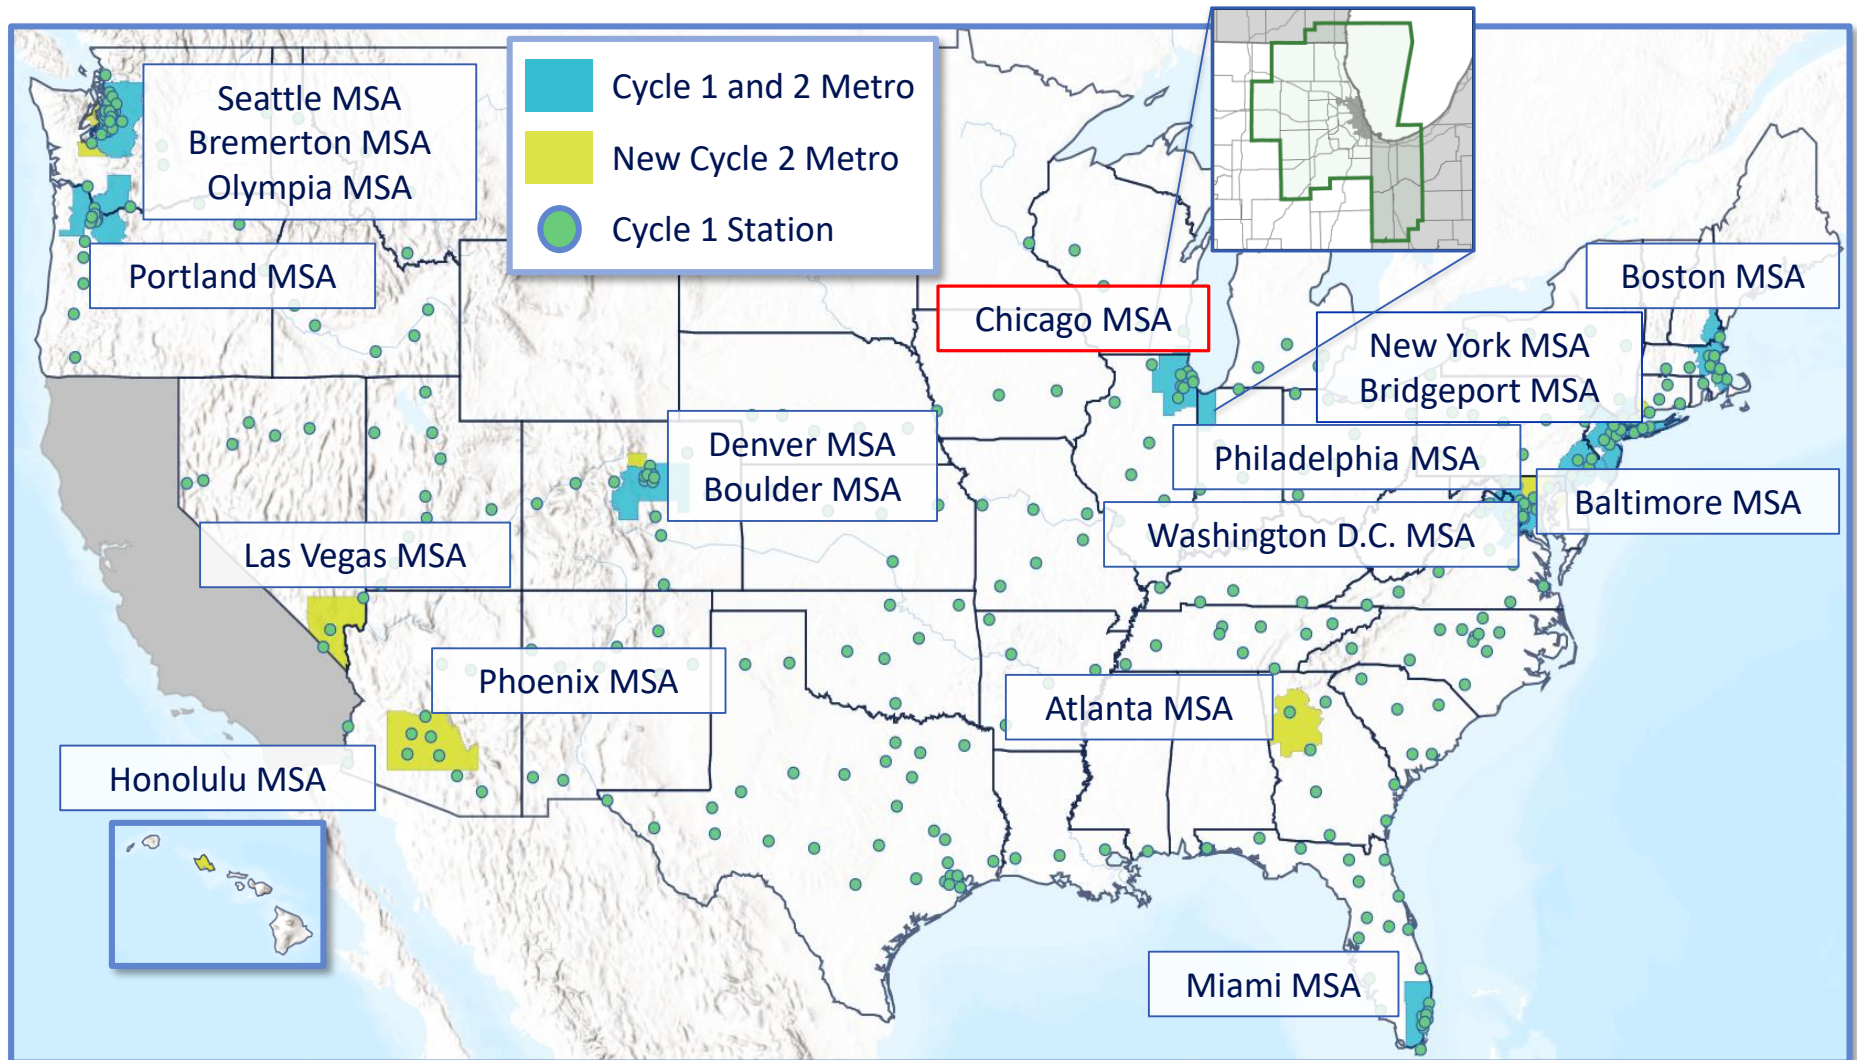 Seattle MSA
Bremerton MSA
Olympia MSA
Portland MSA
Cycle 1 and 2 Metro
New Cycle 2 Metro
Cycle 1 Station
Chicago MSA
Boston MSA
New York MSA
Bridgeport MSA
Denver MSA
Boulder MSA
Philadelphia MSA
Baltimore MSA
Washington D.C. MSA
Las Vegas MSA
Phoenix MSA
Atlanta MSA
Honolulu MSA
Miami MSA